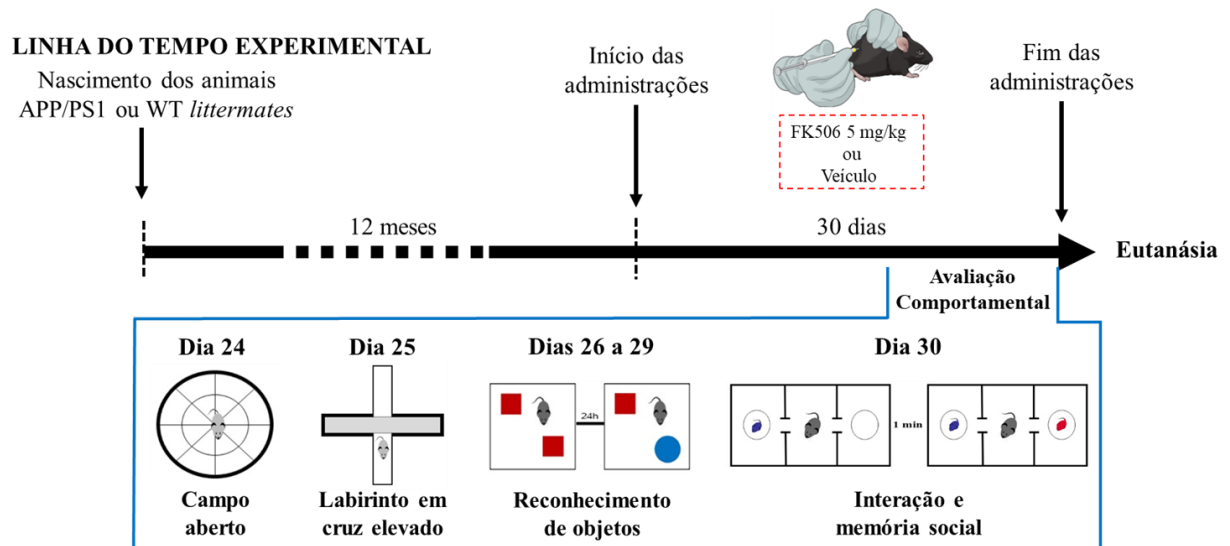 LINHA DO TEMPO EXPERIMENTAL
Nascimento dos animais
APP/PS1 ou WT littermates
Início das
administrações
FK506 5 mg/kg
ou
Veículo
Fim das
administrações
12 meses
30 dias
Eutanásia
Avaliação
Comportamental
Dia 24
Dia 25
Dias 26 a 29
Dia 30
24h
1 min
Campo
aberto
Labirinto em
cruz elevado
Reconhecimento
de objetos
Interação e
memória social